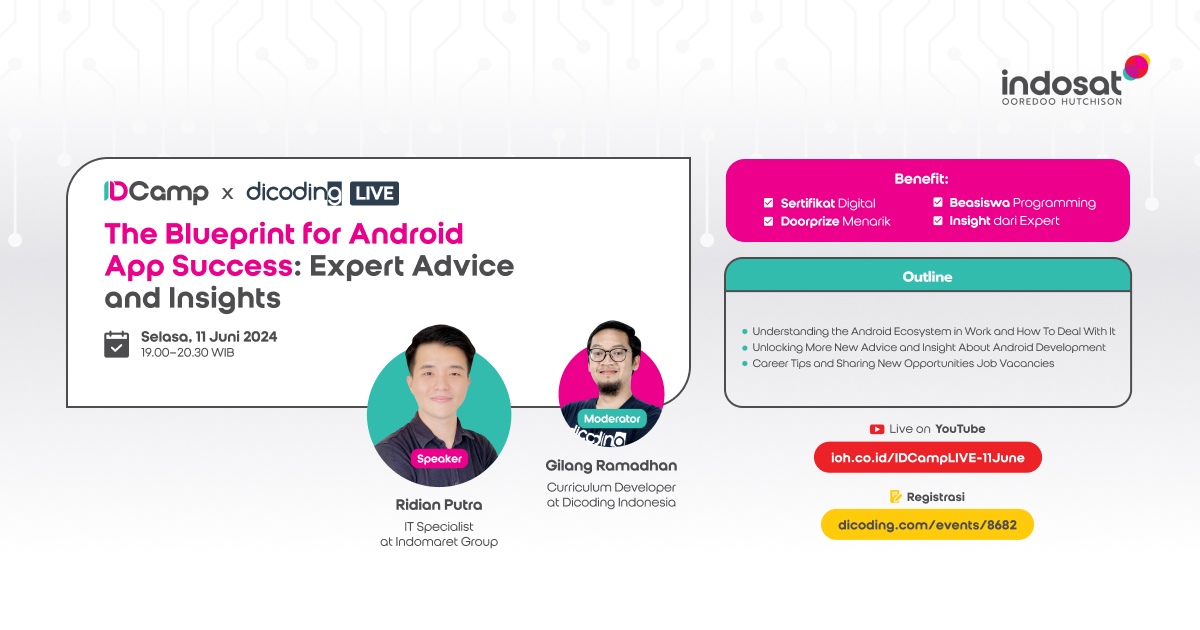 indosat
OOREDOO HUTCHISON
IDCamp x dicoding LIVE
The Blueprint for Android
App Success: Expert Advice
and Insights
Selasa, 11 Juni 2024
19.00–20.30 WIB
Speaker
Ridian Putra
IT Specialist
at Indomaret Group
dicoding
Moderator
Gilang Ramadhan
Curriculum Developer
at Dicoding Indonesia
Benefit:
Sertifikat Digital
Doorprize Menarik
Beasiswa Programming
Insight dari Expert
Outline
Understanding the Android Ecosystem in Work and How To Deal With It
Unlocking More New Advice and Insight About Android Development
Career Tips and Sharing New Opportunities Job Vacancies
Live on YouTube
ioh.co.id/IDCampLIVE-11June
Registrasi
dicoding.com/events/8682